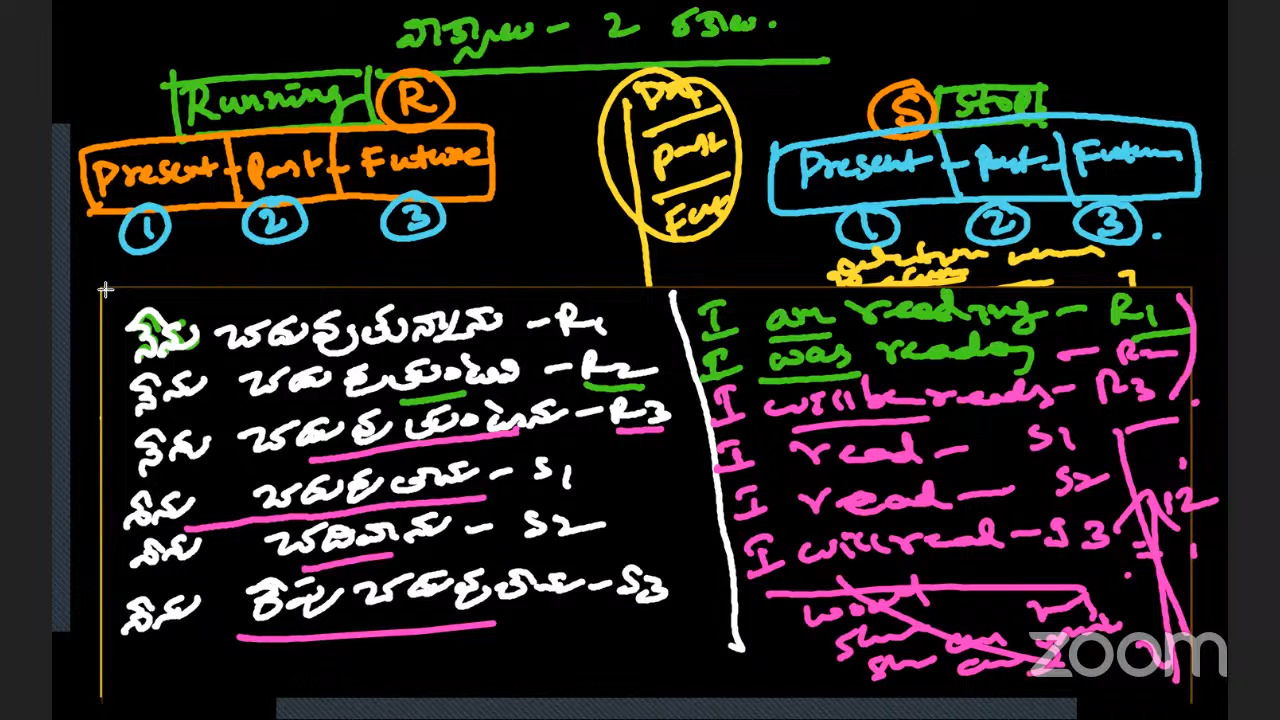 వాక్యాలు - 2 రకాలు.
Running R
S Stop
Present - Past - Future
Past
Present - Past - Future
1 2 3
1 2 3 .
నేను చదువుతున్నాను - R1
నేను చదువుతుంటిని - R2
నేను చదువుతుంటాను - R3
నేను చదువుతాను - S1
నేను చదివాను - S2
నేను రేపు చదువుతాను - S3
I am reading - R1
I was reading - R2
I will be reading - R3
I read - S1
I read - S2
I will read - S3
12
zoom